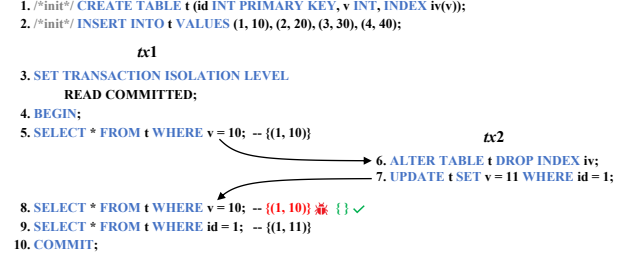 1. /*init*/ CREATE TABLE t (id INT PRIMARY KEY, v INT, INDEX iv(v));
2. /*init*/ INSERT INTO t VALUES (1, 10), (2, 20), (3, 30), (4, 40);
tx1
3. SET TRANSACTION ISOLATION LEVEL
READ COMMITTED;
4. BEGIN;
5. SELECT * FROM t WHERE v = 10; -- {(1, 10)}
tx2
6. ALTER TABLE t DROP INDEX iv;
7. UPDATE t SET v = 11 WHERE id = 1;
8. SELECT * FROM t WHERE v = 10; -- {(1, 10)} { } ✓
9. SELECT * FROM t WHERE id = 1; -- {(1, 11)}
10. COMMIT;